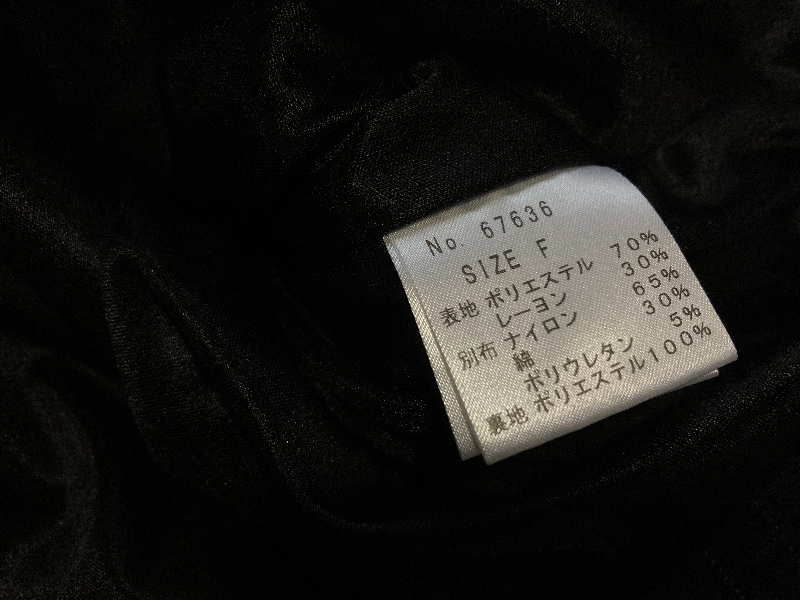 No. 67636
SIZE F
表地 ポリエステル 70%
レーヨン 30%
別布 ナイロン 65%
綿 30%
ポリウレタン 5%
裏地 ポリエステル100%